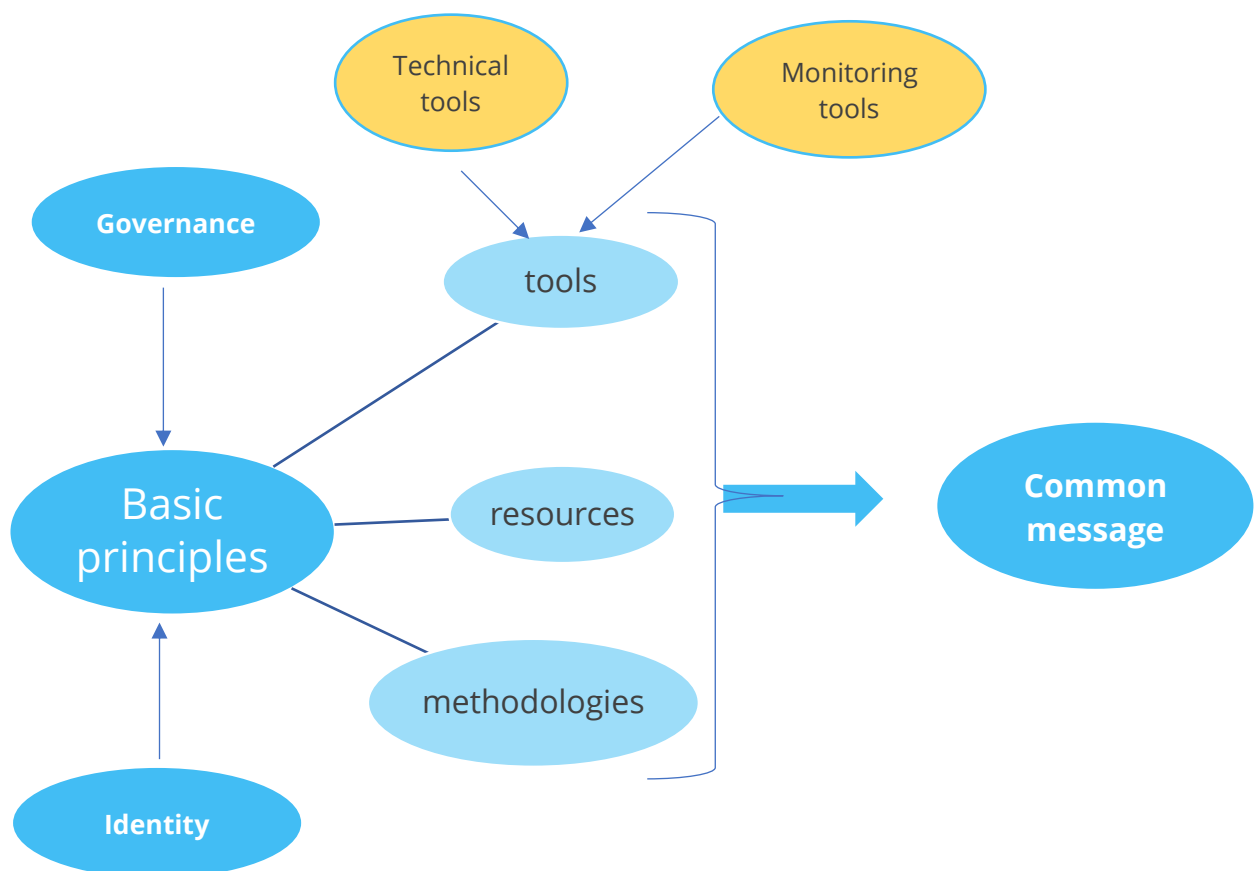 Technical
tools
Monitoring
tools
Governance
tools
Basic
principles
resources
Common
message
methodologies
Identity